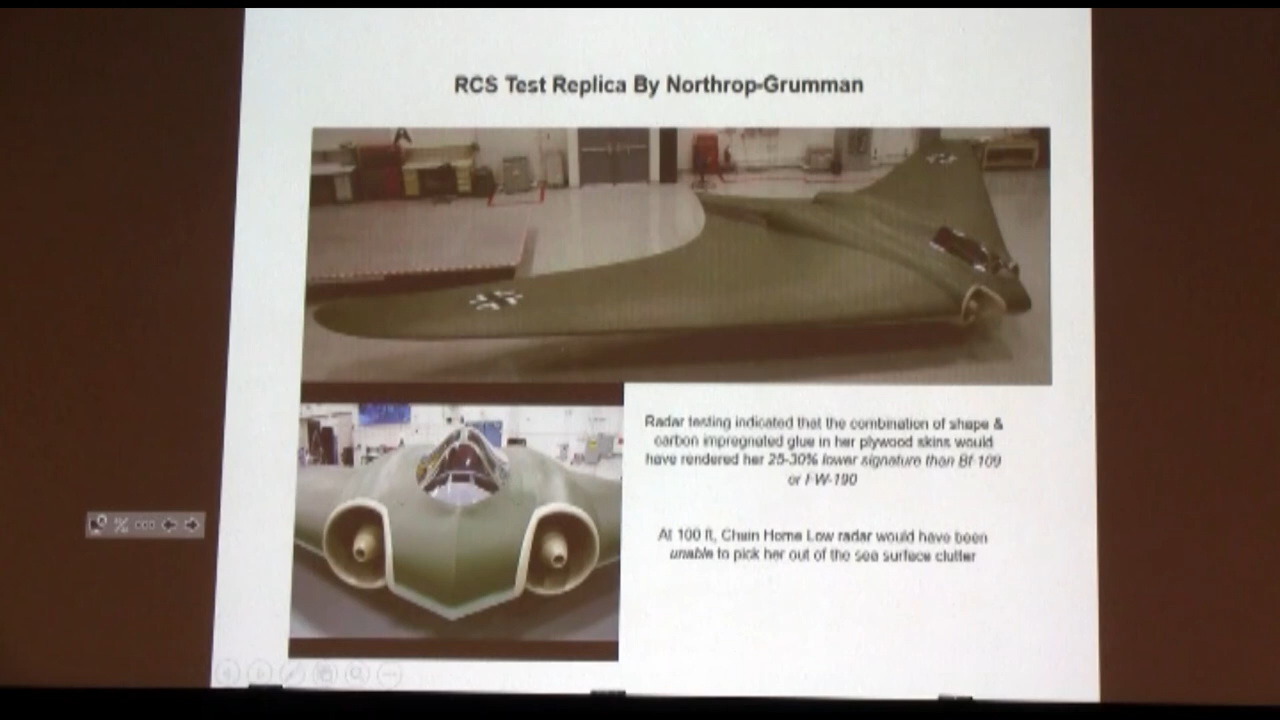 RCS Test Replica By Northrop-Grumman
Radar testing indicated that the combination of shape &
carbon impregnated glue in her plywood skins would
have rendered her 25-30% lower signature than Bf-109
or FW-190
At 100 ft, Chain Home Low radar would have been
unable to pick her out of the sea surface clutter